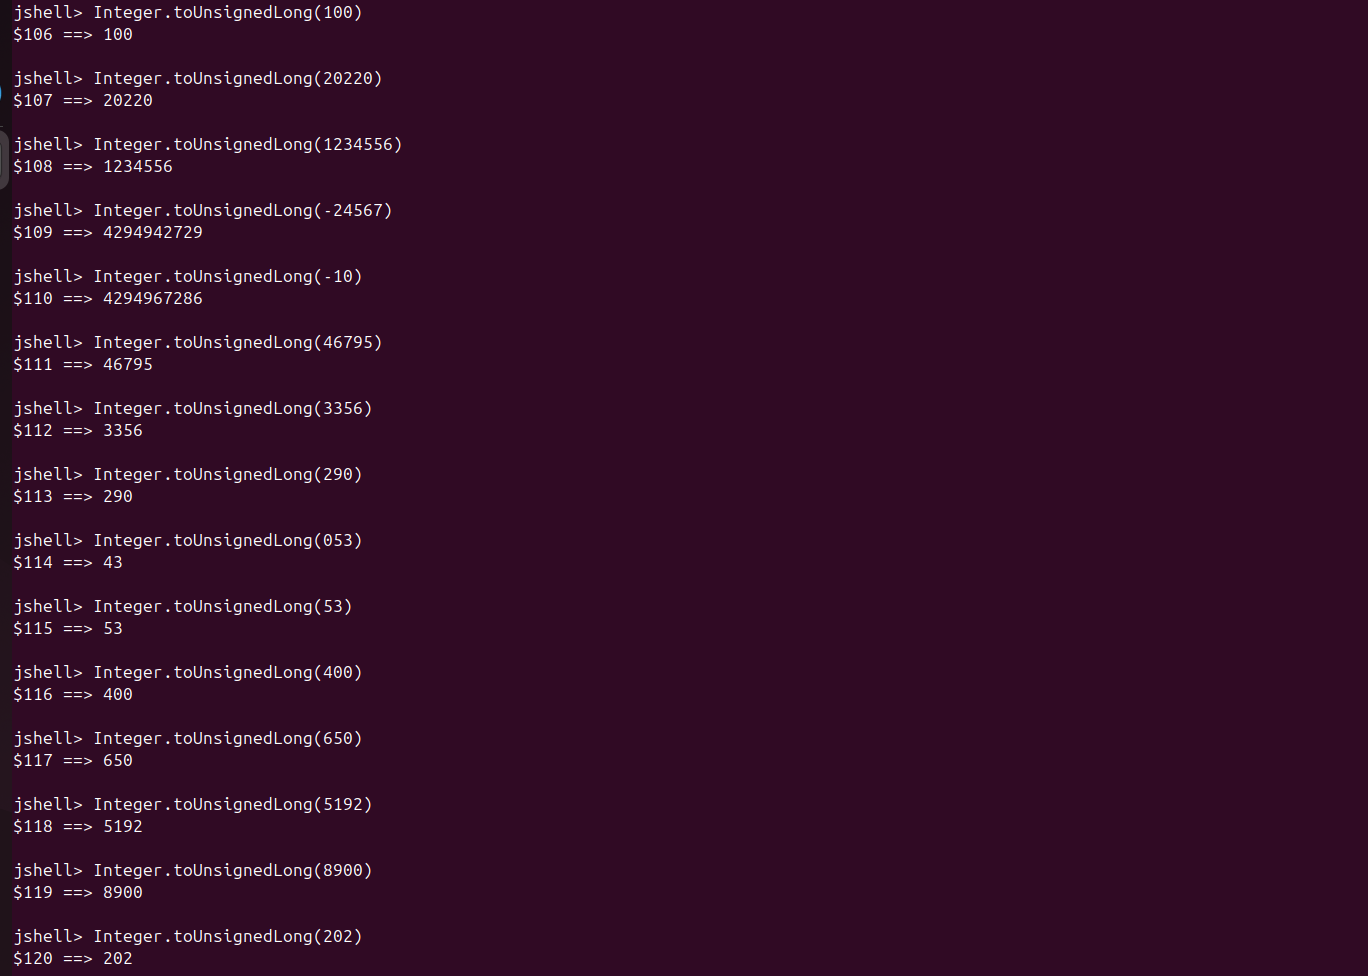 jshell> Integer.toUnsignedLong(100)
$106 ==> 100
jshell> Integer.toUnsignedLong(20220)
$107 ==> 20220
jshell> Integer.toUnsignedLong(1234556)
$108 ==> 1234556
jshell> Integer.toUnsignedLong(-24567)
$109 ==> 4294942729
jshell> Integer.toUnsignedLong(-10)
$110 ==> 4294967286
jshell> Integer.toUnsignedLong(46795)
$111 ==> 46795
jshell> Integer.toUnsignedLong(3356)
$112 ==> 3356
jshell> Integer.toUnsignedLong(290)
$113 ==> 290
jshell> Integer.toUnsignedLong(053)
$114 ==> 43
jshell> Integer.toUnsignedLong(53)
$115 ==> 53
jshell> Integer.toUnsignedLong(400)
$116 ==> 400
jshell> Integer.toUnsignedLong(650)
$117 ==> 650
jshell> Integer.toUnsignedLong(5192)
$118 ==> 5192
jshell> Integer.toUnsignedLong(8900)
$119 ==> 8900
jshell> Integer.toUnsignedLong(202)
$120 ==> 202